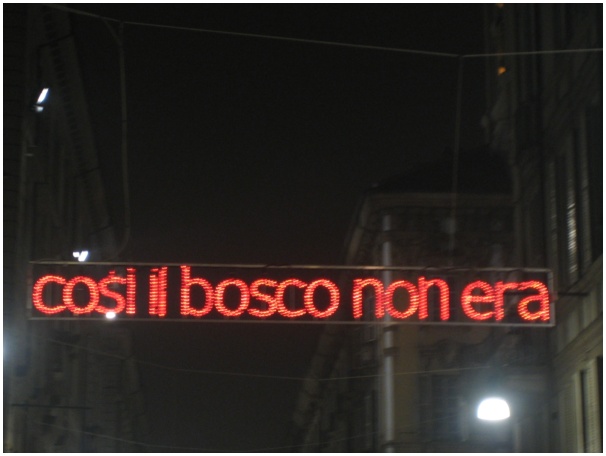 così il bosco non era